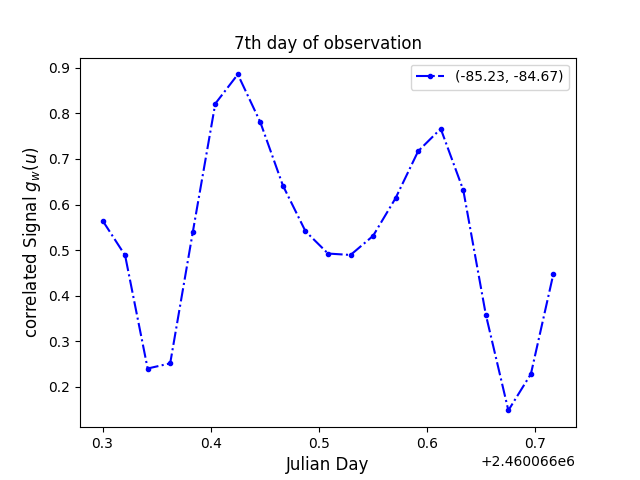 7th day of observation
(-85.23, -84.67)
correlated Signal g_w(u)
0.9
0.8
0.7
0.6
0.5
0.4
0.3
0.2
0.3 0.4 0.5 0.6 0.7
Julian Day
+2.460066e6